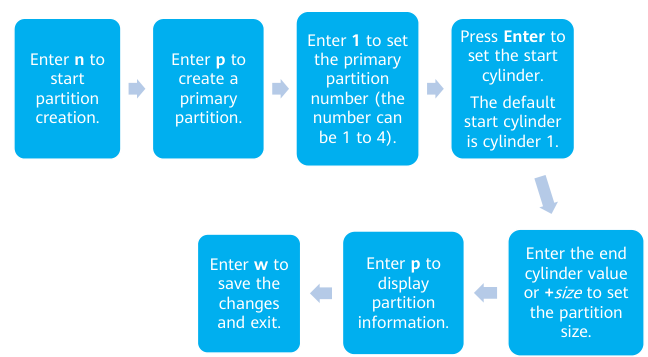 Enter n to
start
partition
creation.
Enter p to
create a
primary
partition.
Enter 1 to set
the primary
partition
number (the
number can
be 1 to 4).
Press Enter to
set the start
cylinder.
The default
start cylinder
is cylinder 1.
Enter the end
cylinder value
or +size to set
the partition
size.
Enter p to
display
partition
information.
Enter w to
save the
changes
and exit.